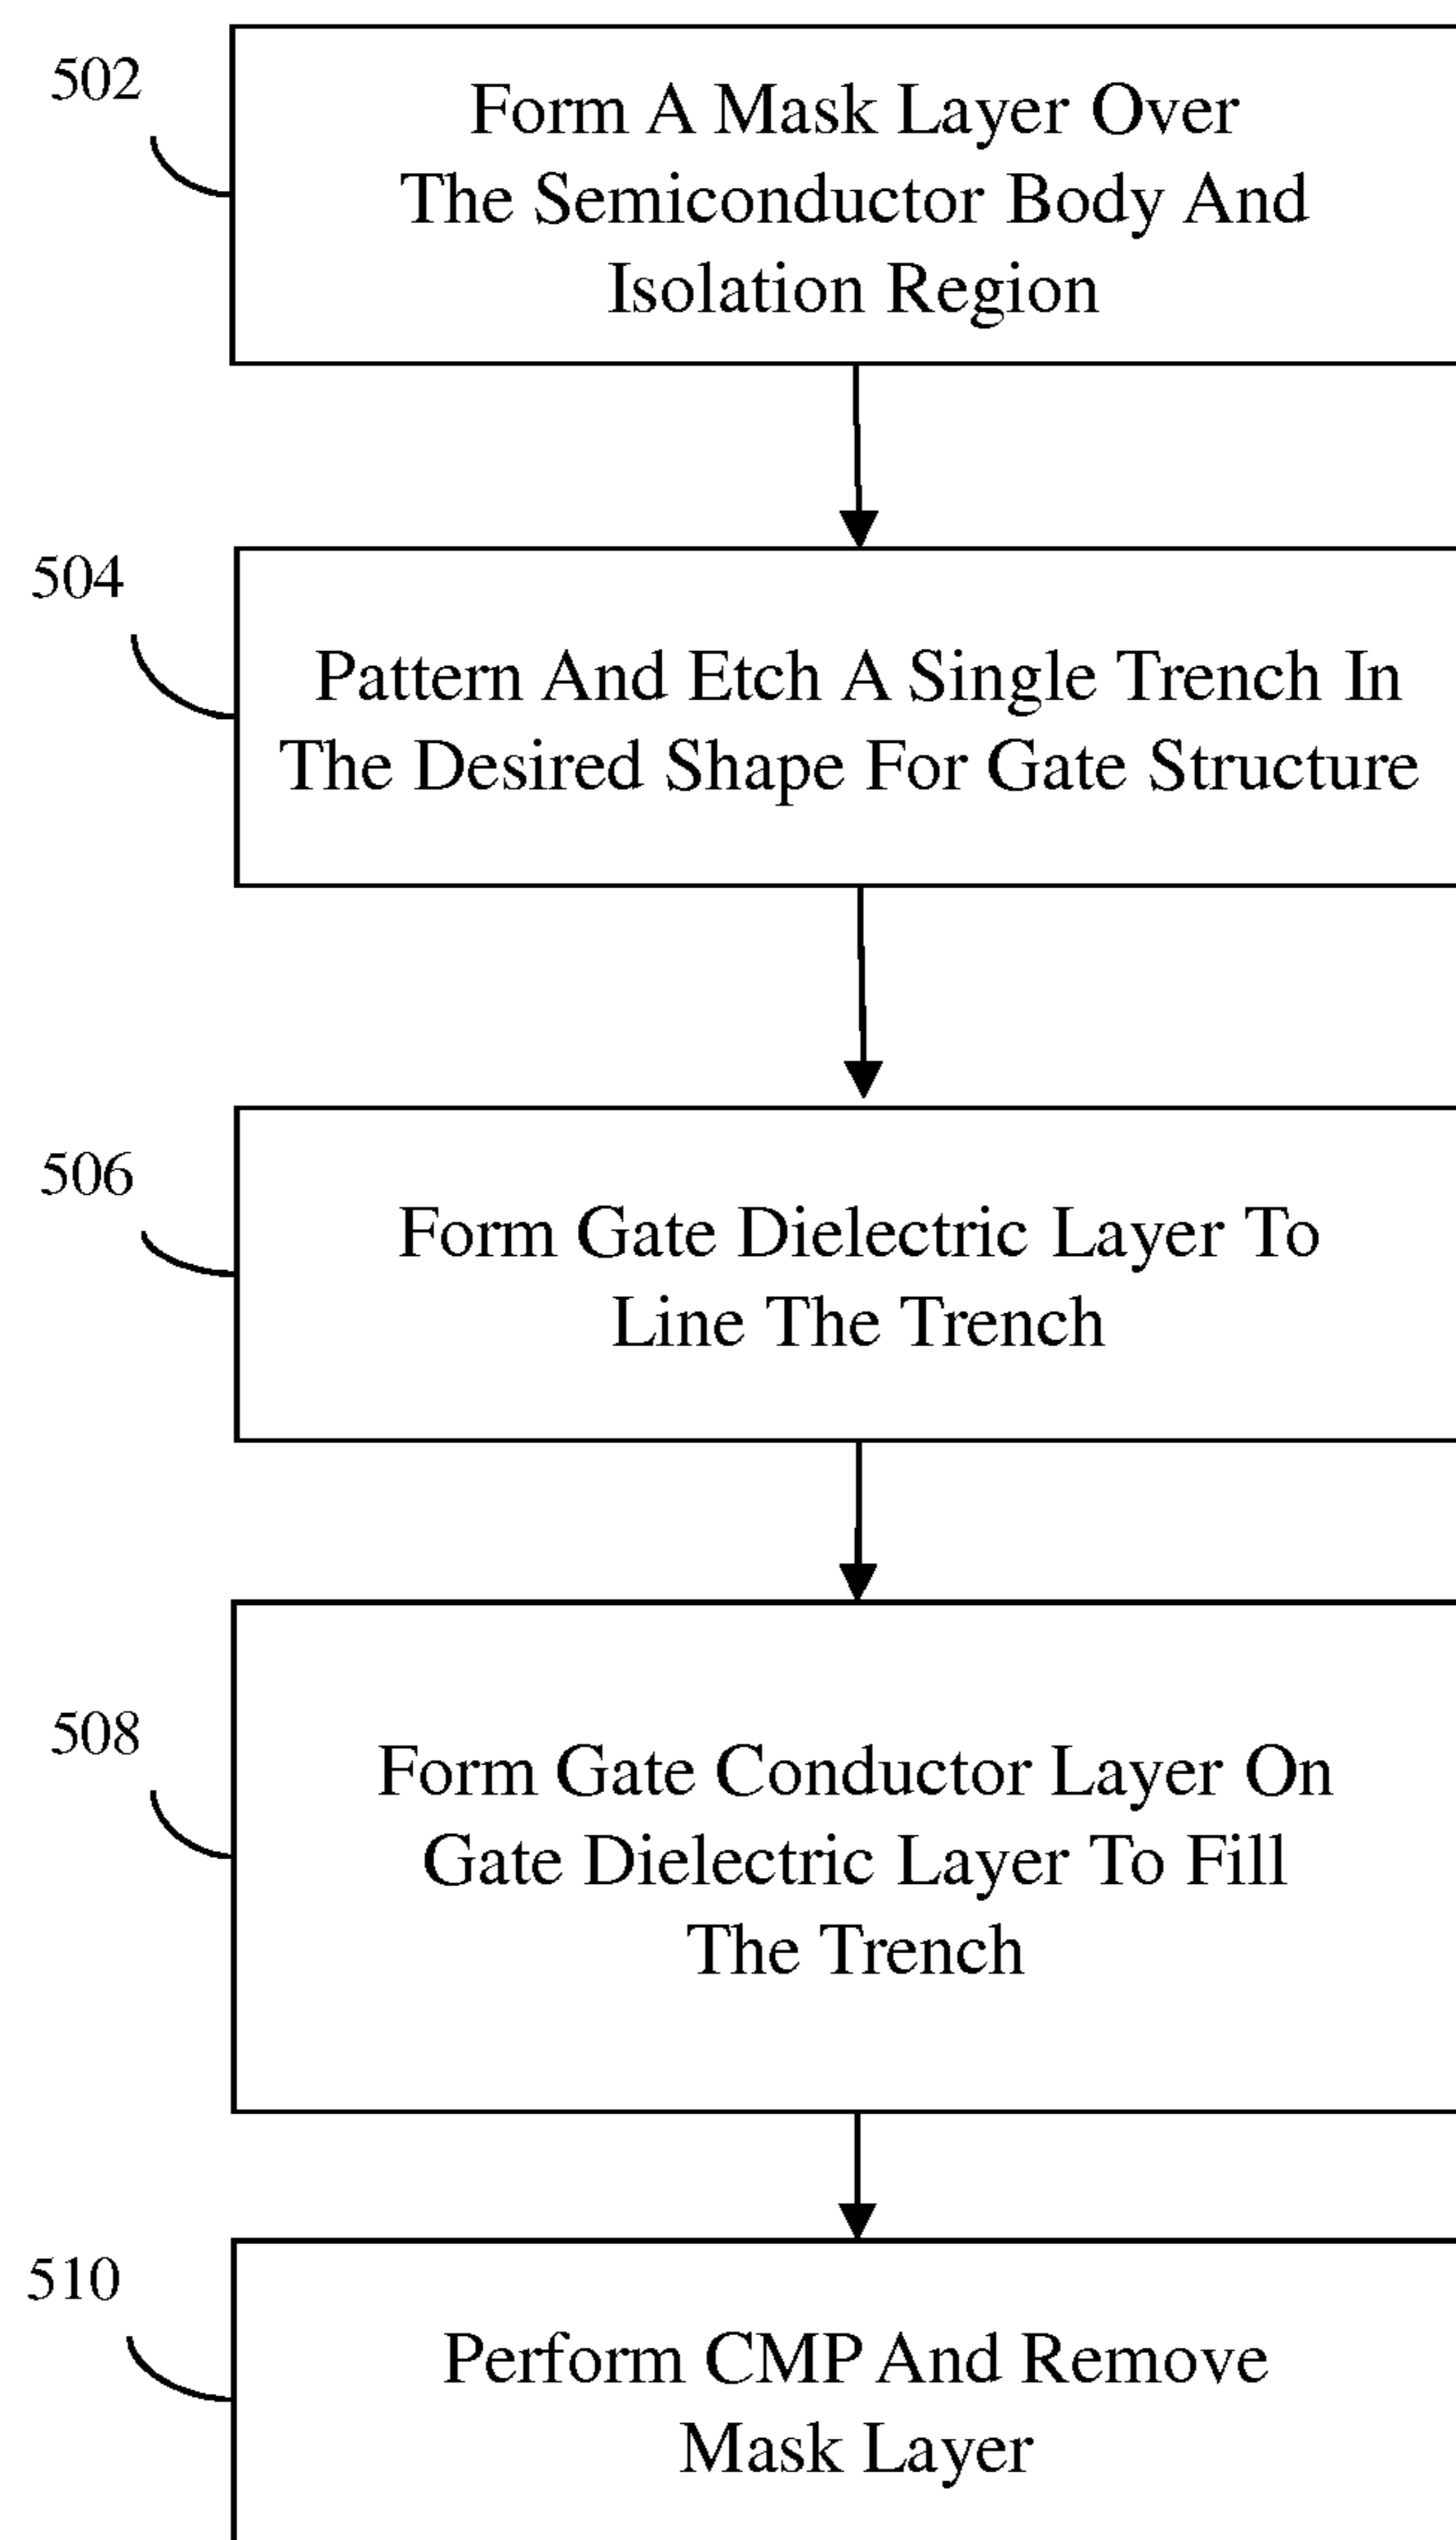 502
Form A Mask Layer Over
The Semiconductor Body And
Isolation Region
504
Pattern And Etch A Single Trench In
The Desired Shape For Gate Structure
506
Form Gate Dielectric Layer To
Line The Trench
508
Form Gate Conductor Layer On
Gate Dielectric Layer To Fill
The Trench
510
Perform CMP And Remove
Mask Layer